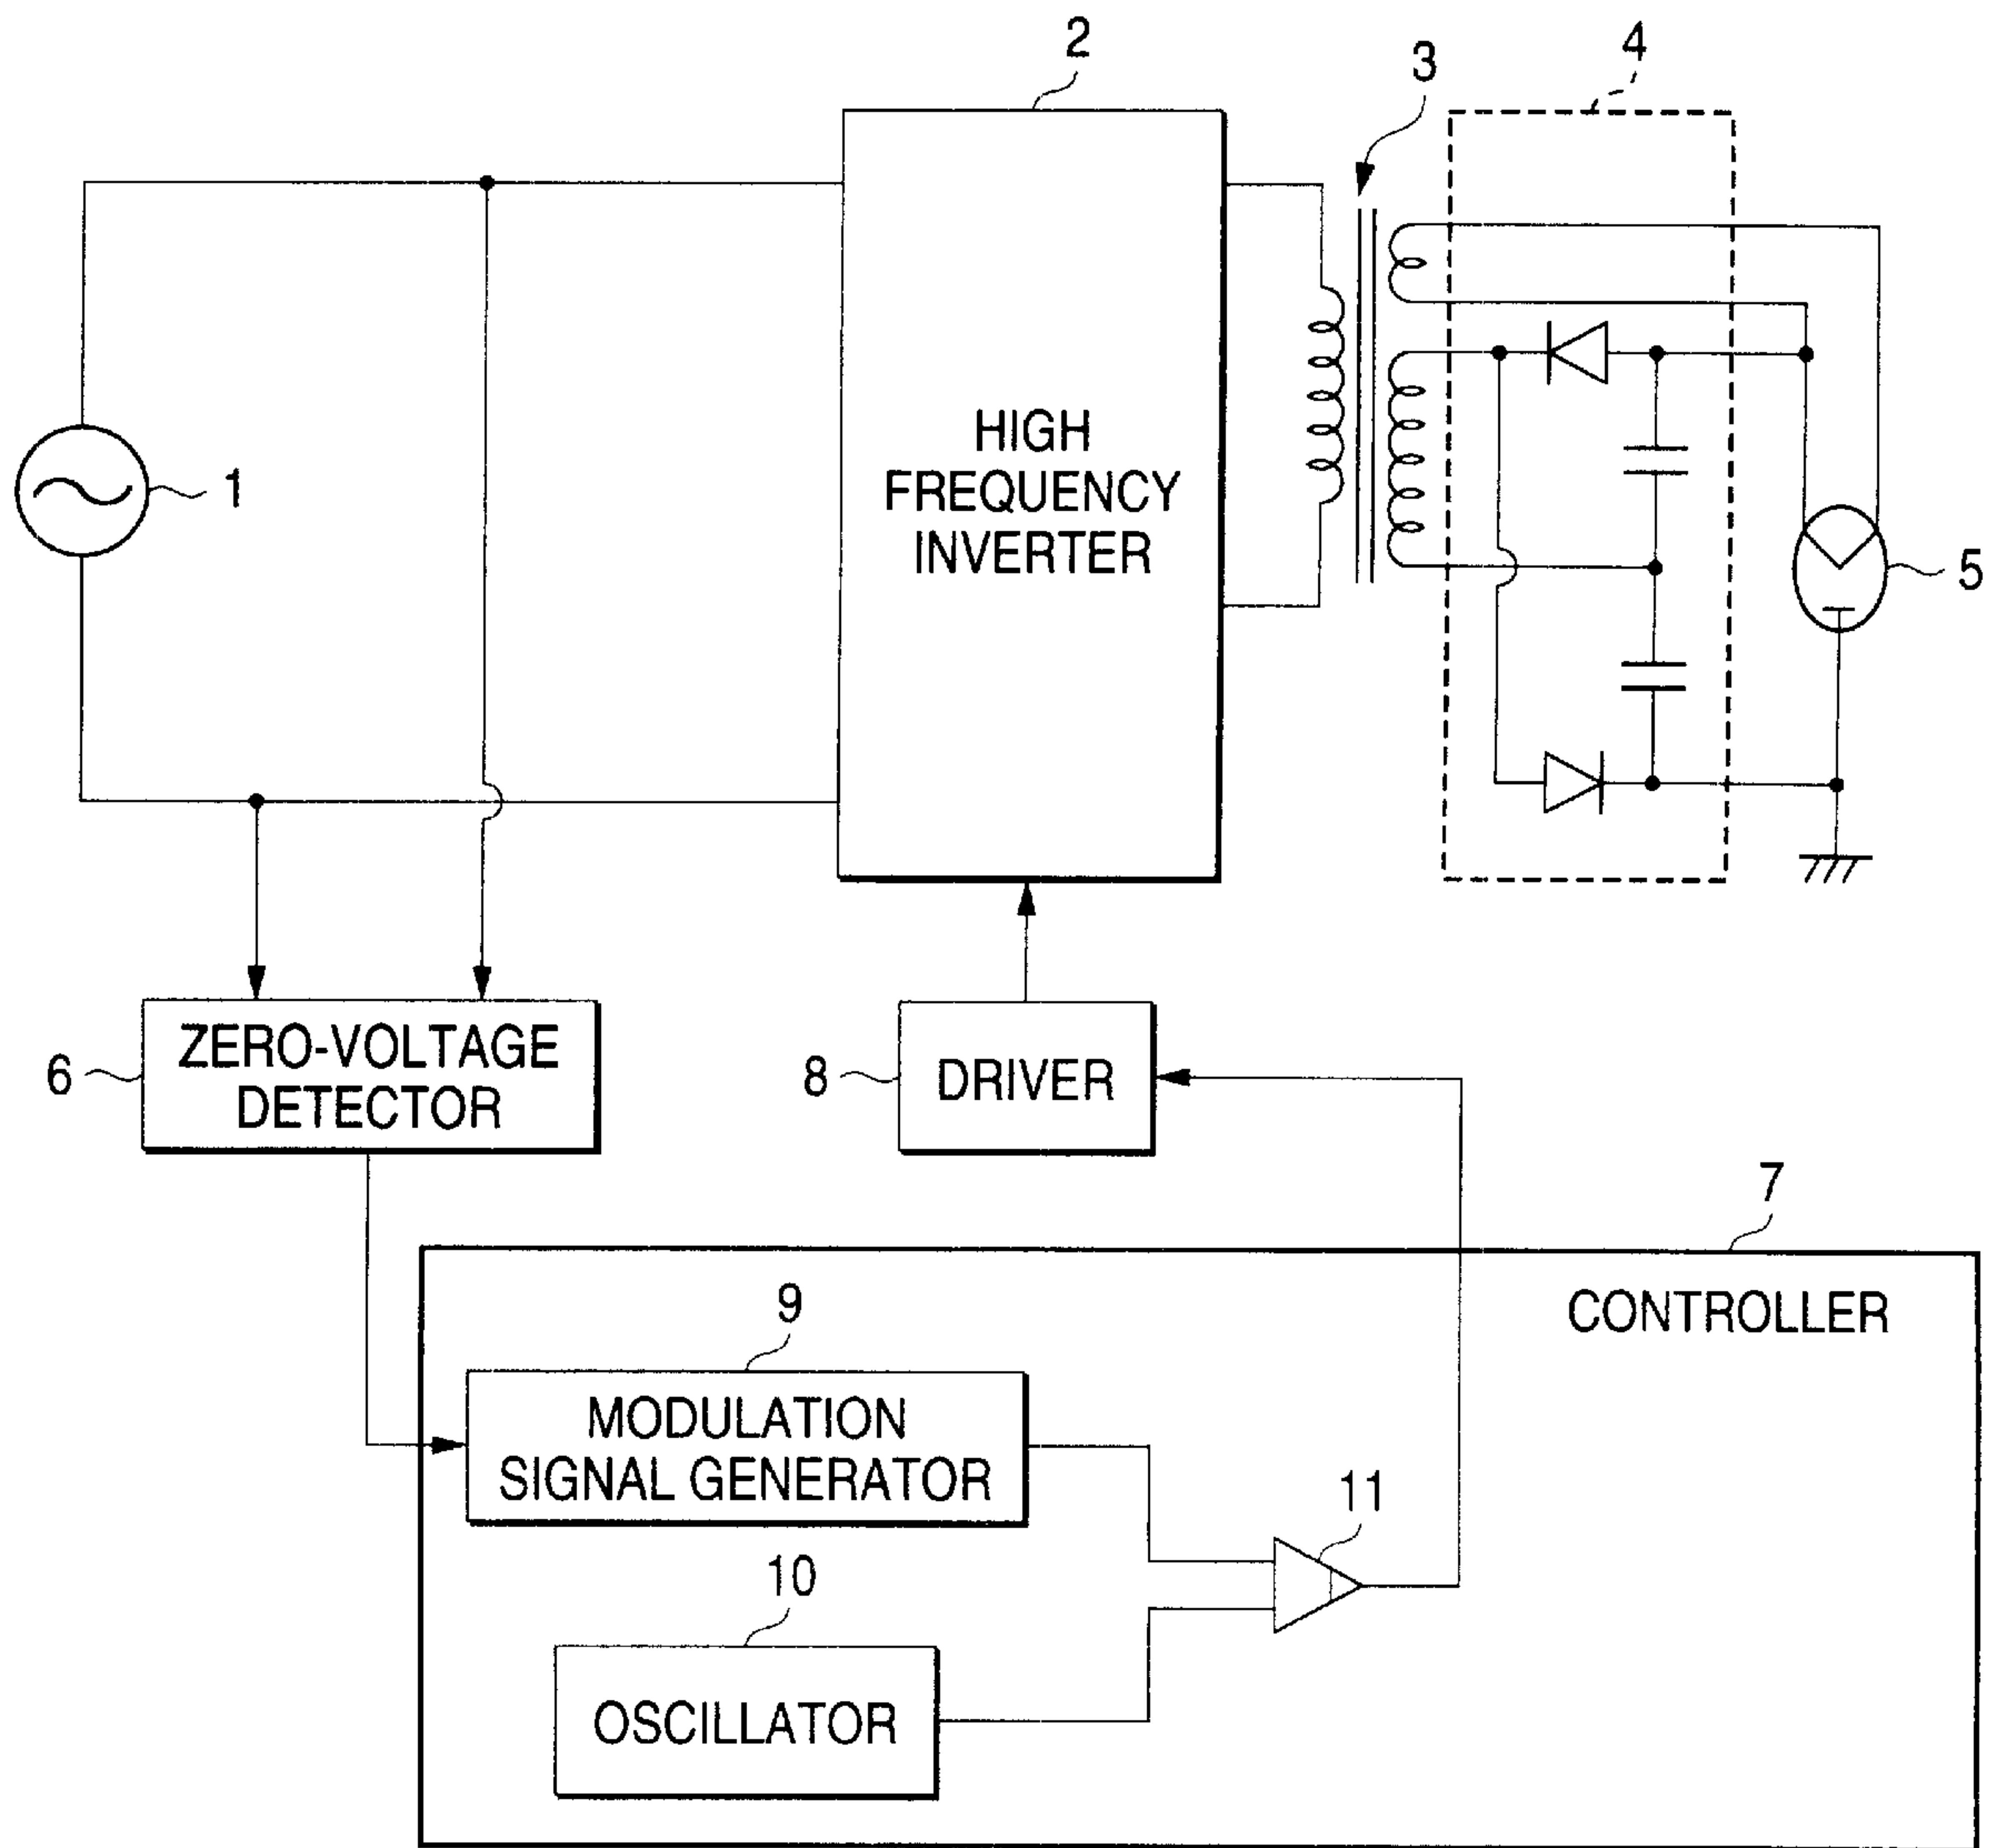 2
3
4
1
HIGH
FREQUENCY
INVERTER
5
6
ZERO-VOLTAGE
DETECTOR
8
DRIVER
7
CONTROLLER
9
MODULATION
SIGNAL GENERATOR
11
10
OSCILLATOR